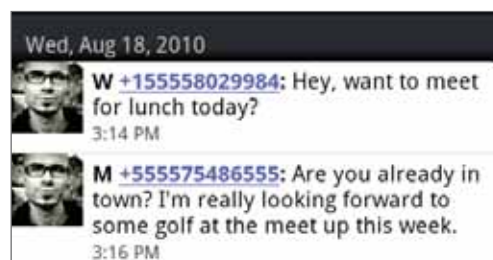 Wed, Aug 18, 2010
W +155558029984: Hey, want to meet
for lunch today?
3:14 PM
M +555575486555: Are you already in
town? I'm really looking forward to
some golf at the meet up this week.
3:16 PM